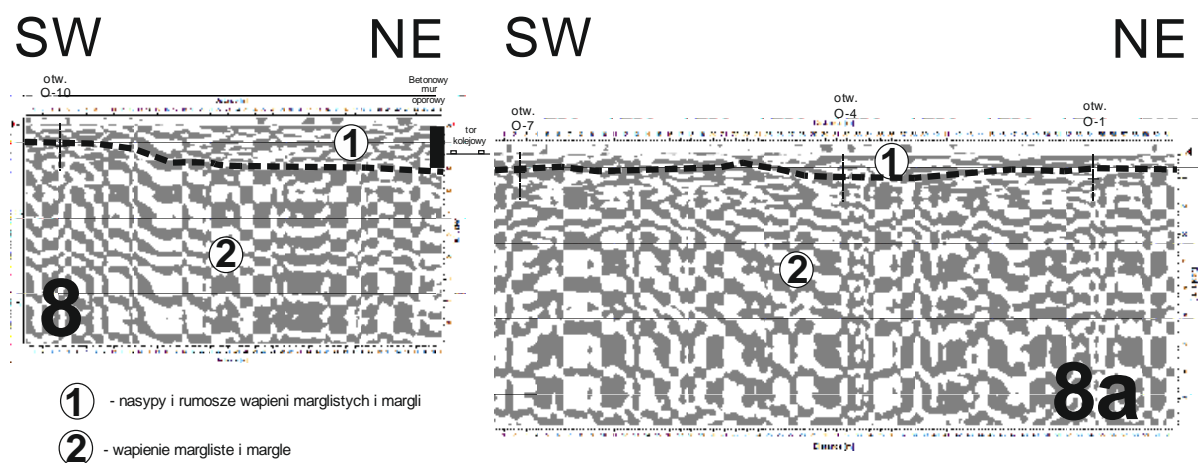 SW NE SW NE
otw.
O-10
Betonowy
mur
oporowy
tor
kolejowy
otw.
O-7
otw.
O-4
otw.
O-1
1
1
2
2
8
8a
1 - nasypy i rumosze wapieni marglistych i margli
2 - wapienie margliste i margle